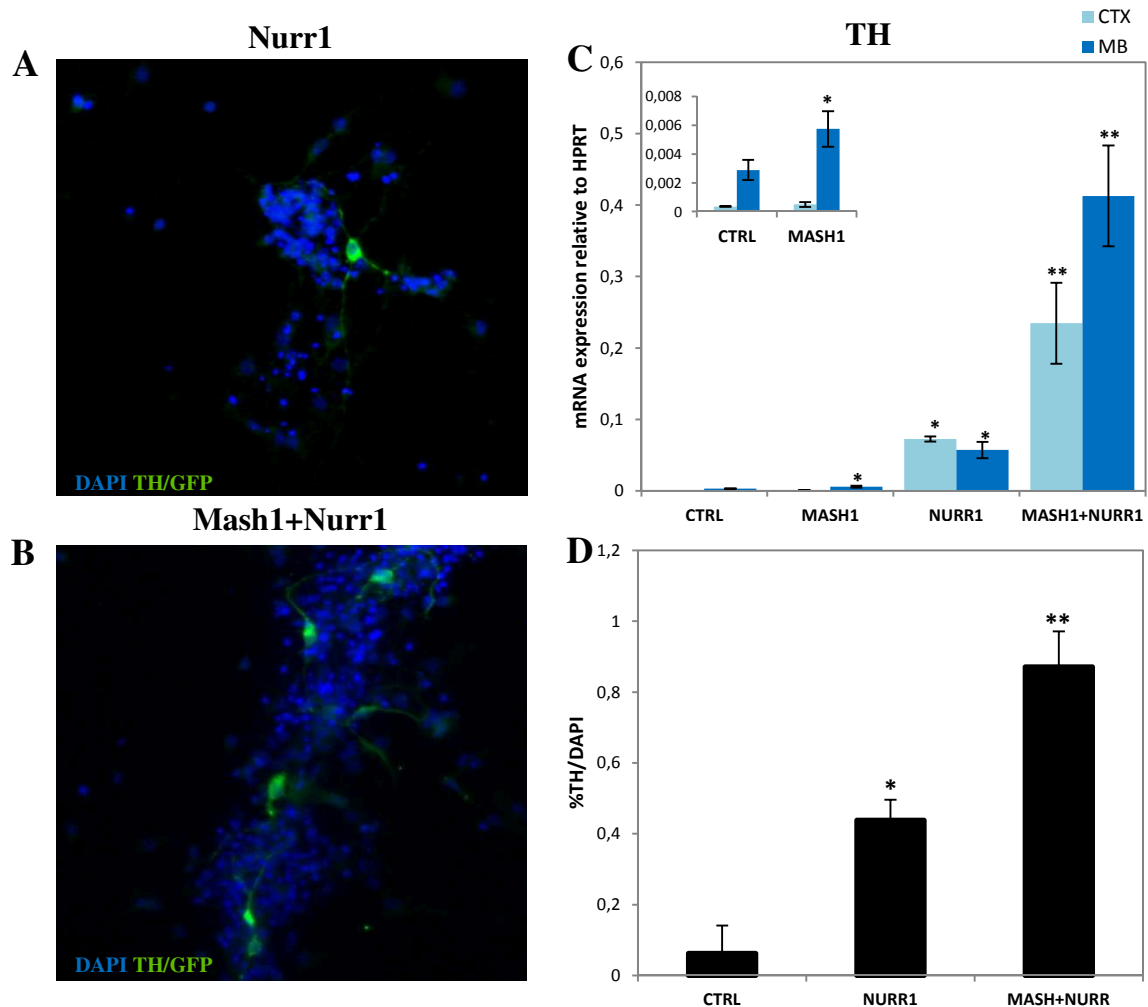 Nurr1
A
DAPI TH/GFP
Mash1+Nurr1
B
DAPI TH/GFP
C
TH
CTX
MB
mRNA expression relative to HPRT
0,6
0,5
0,4
0,3
0,2
0,1
0
0,008
0,006
0,004
0,002
0
*
CTRL MASH1
*
*
*
**
**
CTRL MASH1 NURR1 MASH1+NURR1
D
%TH/DAPI
1,2
1
0,8
0,6
0,4
0,2
0
*
**
CTRL NURR1 MASH+NURR